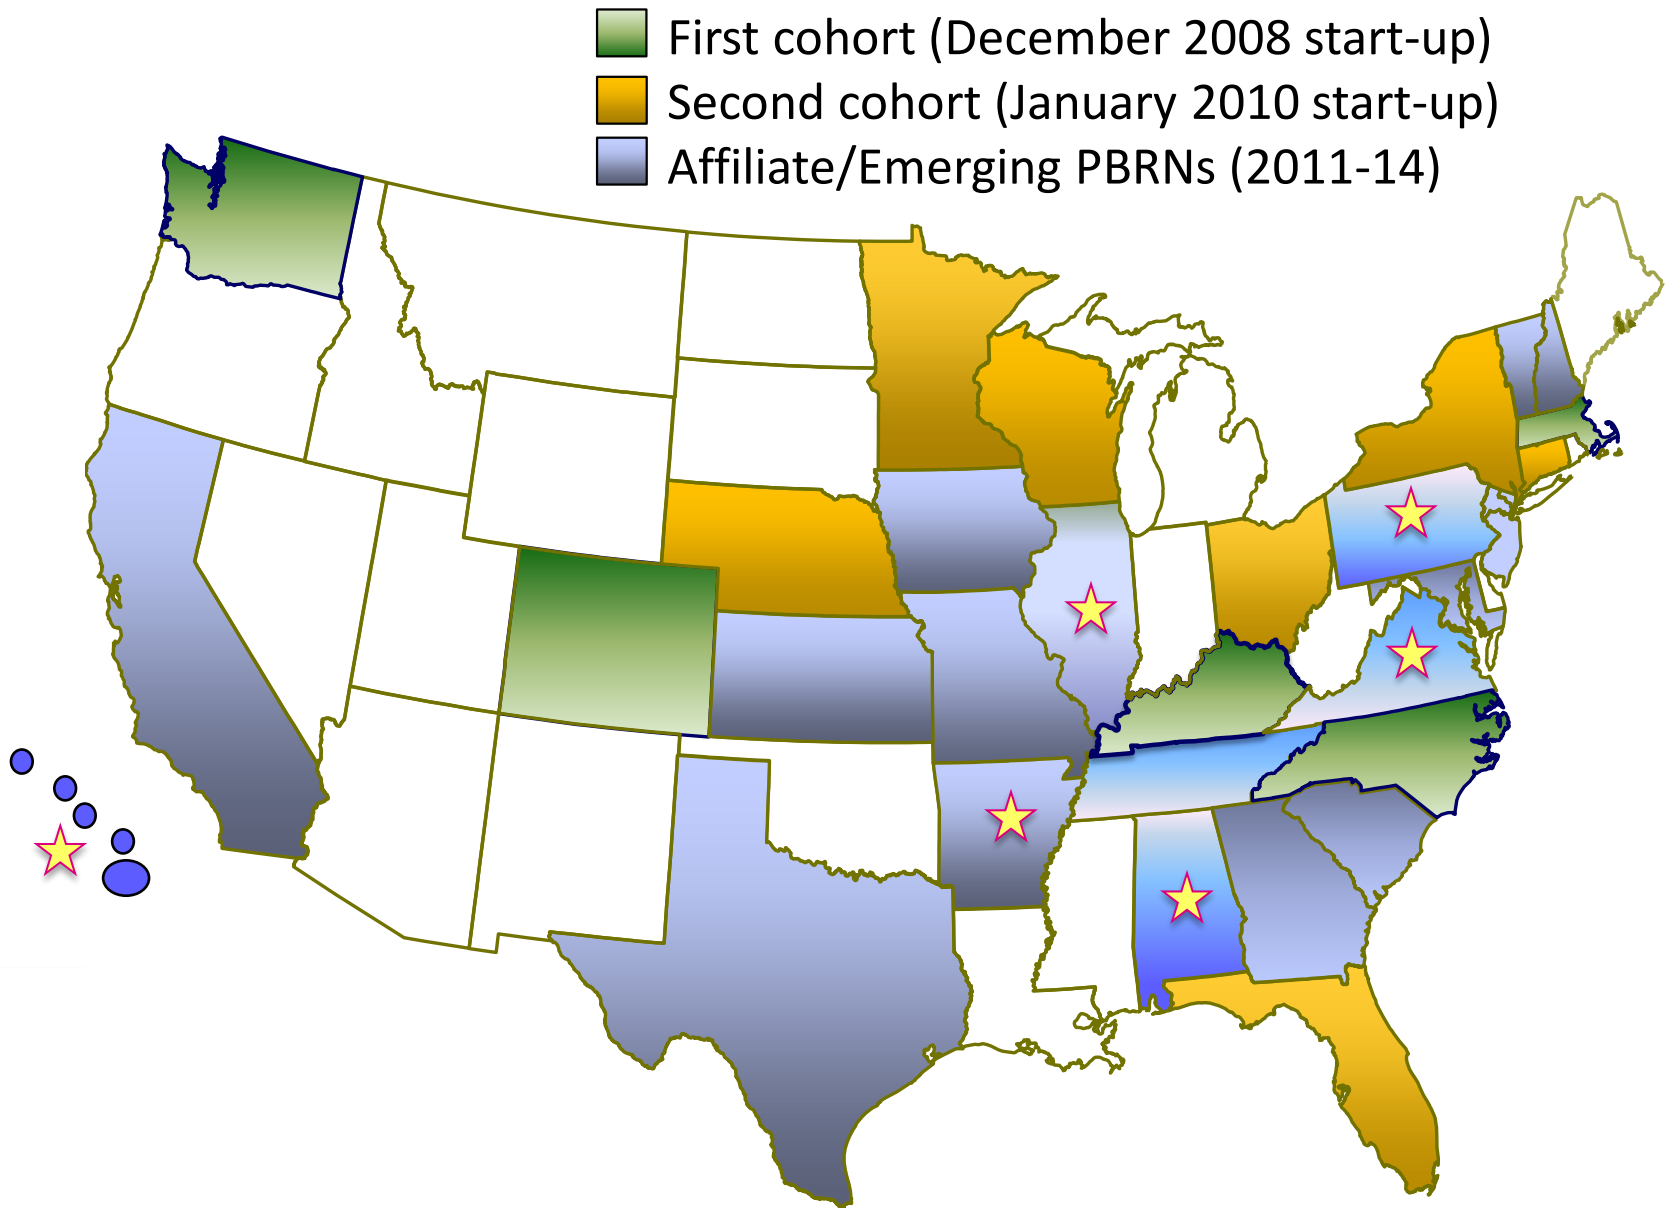 First cohort (December 2008 start-up)
Second cohort (January 2010 start-up)
Affiliate/Emerging PBRNs (2011-14)